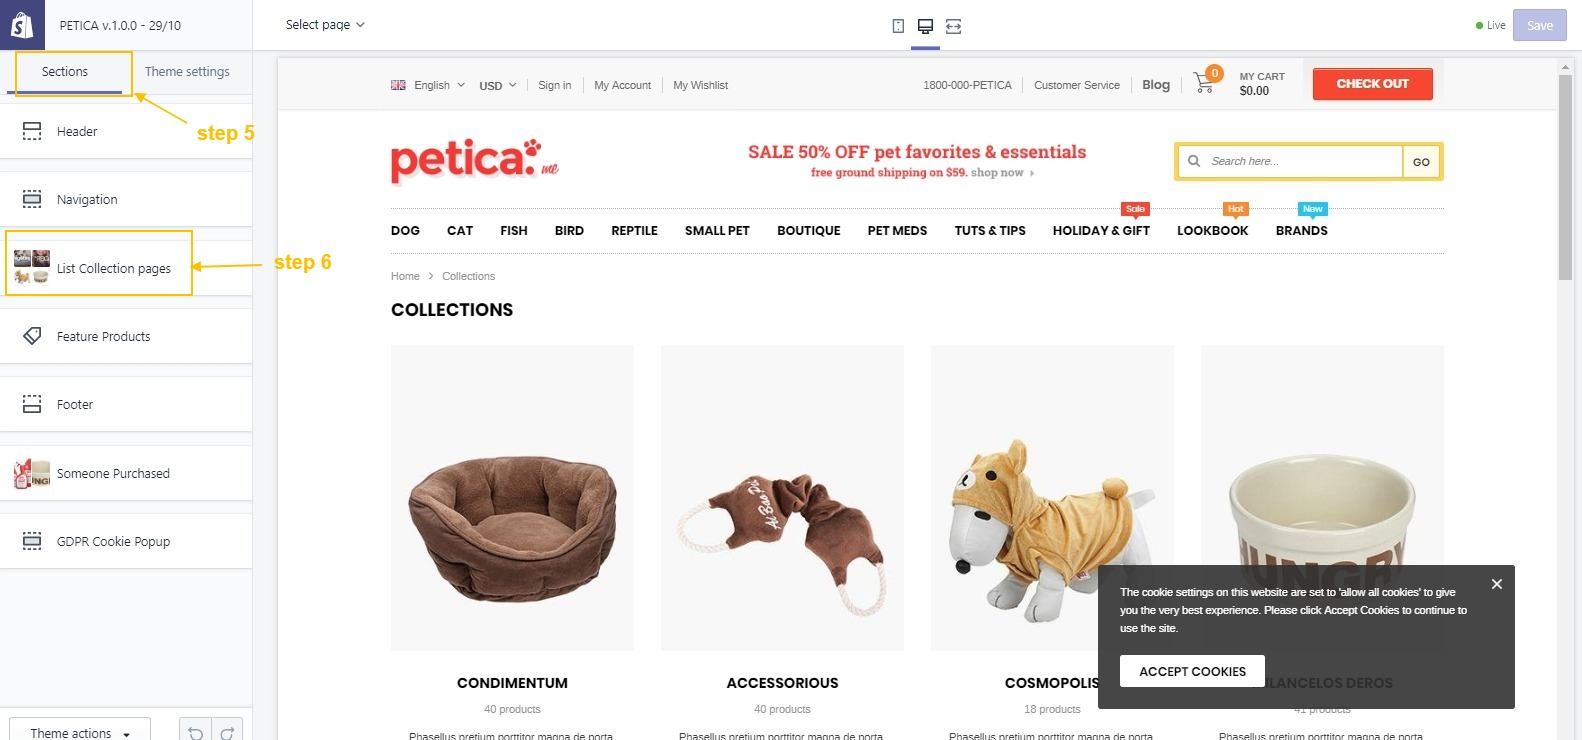 PETICA v.1.0.0 - 29/10
Select page
Live
Save
Sections
Theme settings
step 5
Header
Navigation
List Collection pages
step 6
Feature Products
Footer
Someone Purchased
GDPR Cookie Popup
Theme actions
English
USD
Sign in
My Account
My Wishlist
1800-000-PETICA
Customer Service
Blog
0
MY CART
$0.00
CHECK OUT
petica.me
SALE 50% OFF pet favorites & essentials
free ground shipping on $59. shop now
Search here...
GO
Sale
Hot
New
DOG CAT FISH BIRD REPTILE SMALL PET BOUTIQUE PET MEDS TUTS & TIPS HOLIDAY & GIFT LOOKBOOK BRANDS
Home > Collections
COLLECTIONS
The cookie settings on this website are set to 'allow all cookies' to give
you the very best experience. Please click Accept Cookies to continue to
use the site.
ACCEPT COOKIES
CONDIMENTUM
40 products
Phasellus pretium porttitor magna de porta
ACCESSORIOUS
40 products
Phasellus pretium porttitor magna de porta
COSMOPOLIS
18 products
Phasellus pretium porttitor magna de porta
DEROS
41 products
Phasellus pretium porttitor magna de porta